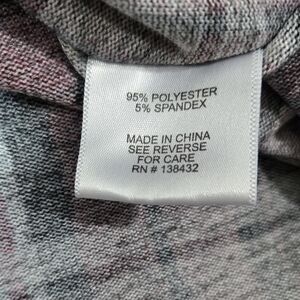 95% POLYESTER
5% SPANDEX
MADE IN CHINA
SEE REVERSE
FOR CARE
RN # 138432